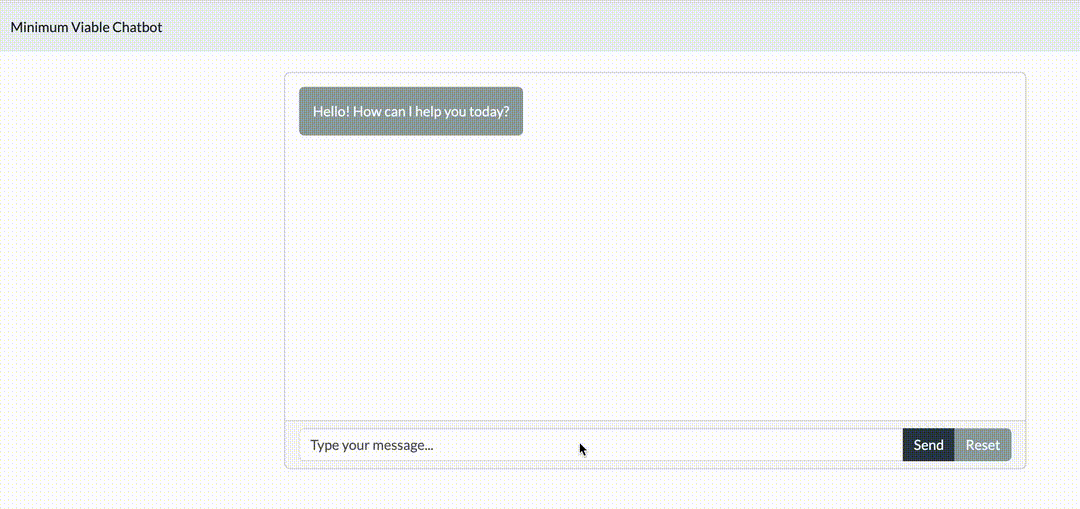 Minimum Viable Chatbot
Hello! How can I help you today?
Type your message...
Send
Reset